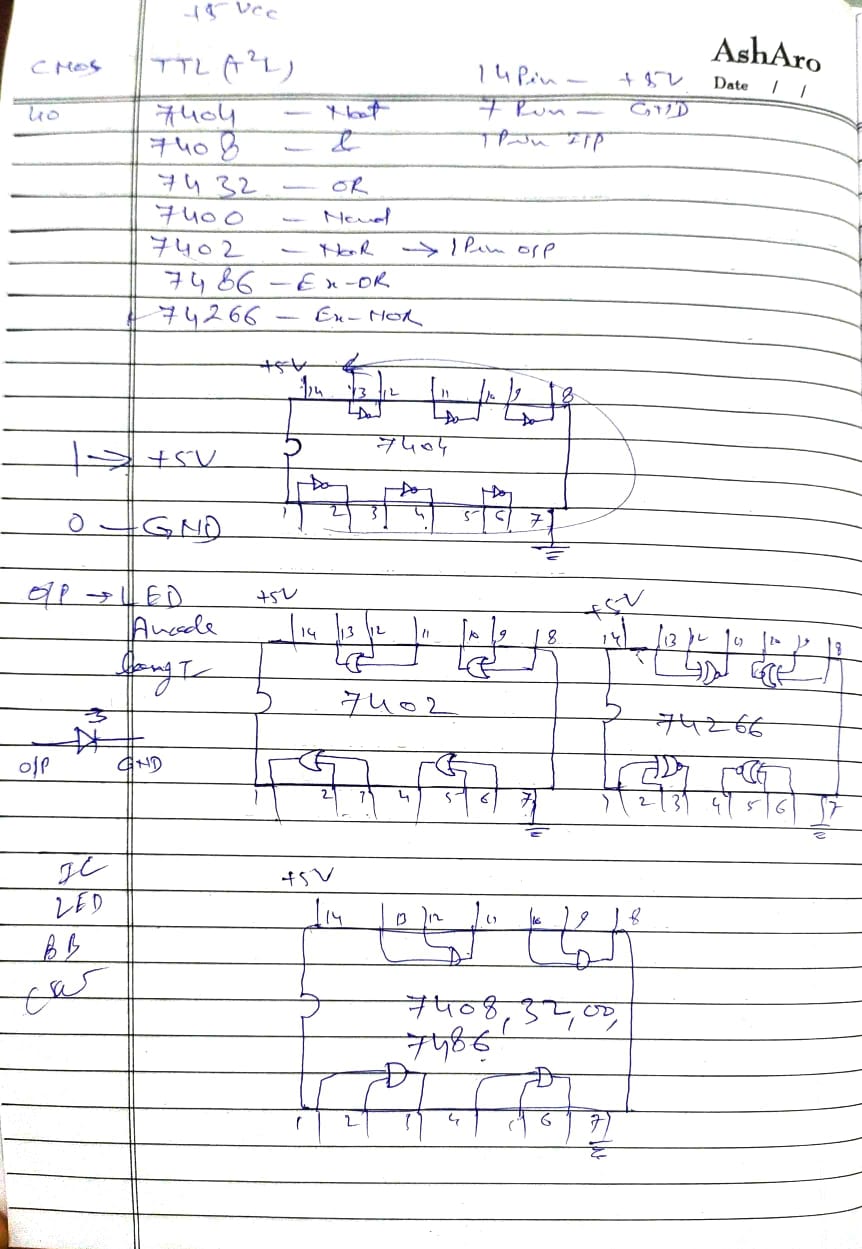 +5 Vcc
AshAro
CMOS TTL (T²L) 14 Pin - +5V Date / /
40 7404 - Not 7 Pin - GND
7408 - & 1 Pin I/P
7432 - OR
7400 - Nand
7402 - NoR → 1 Pin O/P
7486 - Ex-OR
74266 - Ex-NOR
+5V
14 13 12 11 10 9 8
7404
1 → +5V
1 2 3 4 5 6 7
0 - GND
O/P → LED +5V +5V
Anode 14 13 12 11 10 9 8 14 13 12 11 10 9 8
Long T
7402 74266
O/P GND
1 2 3 4 5 6 7 1 2 3 4 5 6 7
IC +5V
LED 14 13 12 11 10 9 8
BB
7408, 32, 00,
7486
1 2 3 4 5 6 7